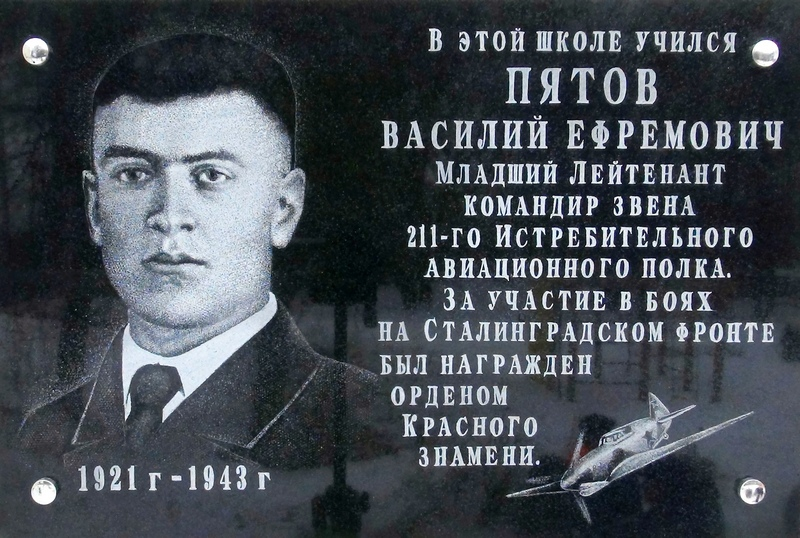 В ЭТОЙ ШКОЛЕ УЧИЛСЯ
ПЯТОВ
ВАСИЛИЙ ЕФРЕМОВИЧ
МЛАДШИЙ ЛЕЙТЕНАНТ
КОМАНДИР ЗВЕНА
211-ГО ИСТРЕБИТЕЛЬНОГО
АВИАЦИОННОГО ПОЛКА.
ЗА УЧАСТИЕ В БОЯХ
НА СТАЛИНГРАДСКОМ ФРОНТЕ
БЫЛ НАГРАЖДЕН
ОРДЕНОМ
КРАСНОГО
ЗНАМЕНИ.
1921 г - 1943 г